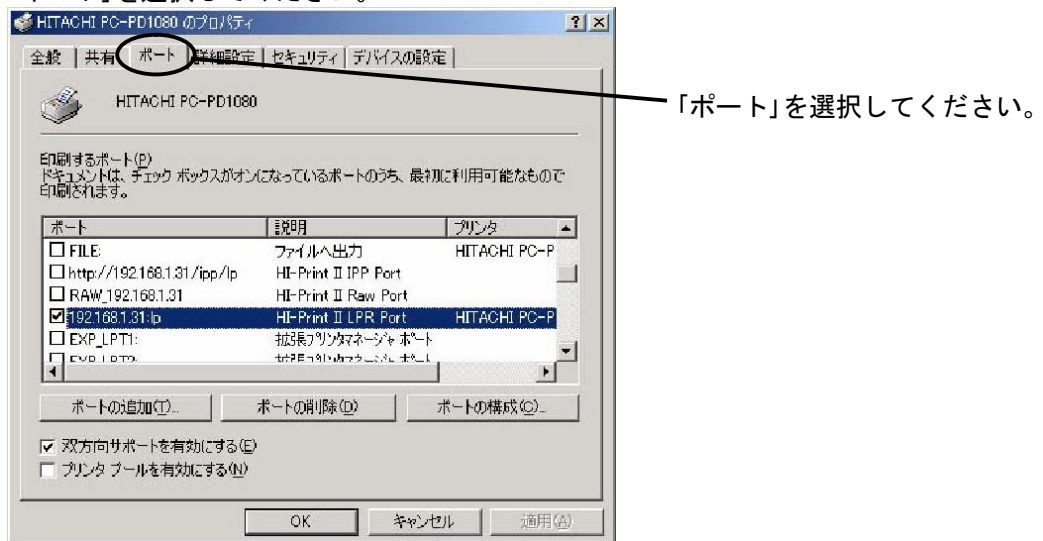 HITACHI PC-PD1080 のプロパティ
全般 共有 ポート 詳細設定 セキュリティ デバイスの設定
「ポート」を選択してください。
HITACHI PC-PD1080
印刷するポート(P)
ドキュメントは、チェック ボックスがオンになっているポートのうち、最初に利用可能なもので
印刷されます。
ポート 説明 プリンタ
FILE: ファイルへ出力 HITACHI PC-P
http://192.168.1.31/ipp/lp HI-Print II IPP Port
RAW_192.168.1.31 HI-Print II Raw Port
192.168.1.31:lp HI-Print II LPR Port HITACHI PC-P
EXP_LPT1: 拡張プリンタマネージャ ポート
ポートの追加(T)... ポートの削除(D) ポートの構成(C)...
双方向サポートを有効にする(E)
プリンタ プールを有効にする(N)
OK キャンセル 適用(A)